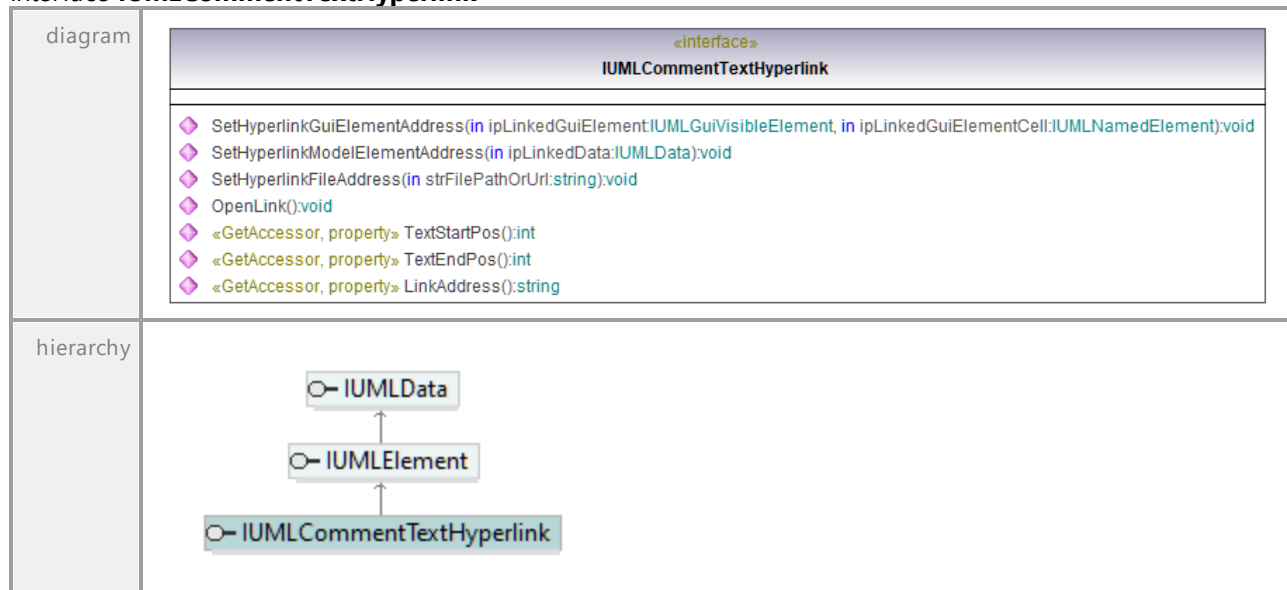 interface IUMLCommentTextHyperlink
diagram
«interface»
IUMLCommentTextHyperlink
SetHyperlinkGuiElementAddress(in ipLinkedGuiElement:IUMLGuiVisibleElement, in ipLinkedGuiElementCell:IUMLNamedElement):void
SetHyperlinkModelElementAddress(in ipLinkedData:IUMLData):void
SetHyperlinkFileAddress(in strFilePathOrUrl:string):void
OpenLink():void
«GetAccessor, property» TextStartPos():int
«GetAccessor, property» TextEndPos():int
«GetAccessor, property» LinkAddress():string
hierarchy
IUMLData
IUMLElement
IUMLCommentTextHyperlink